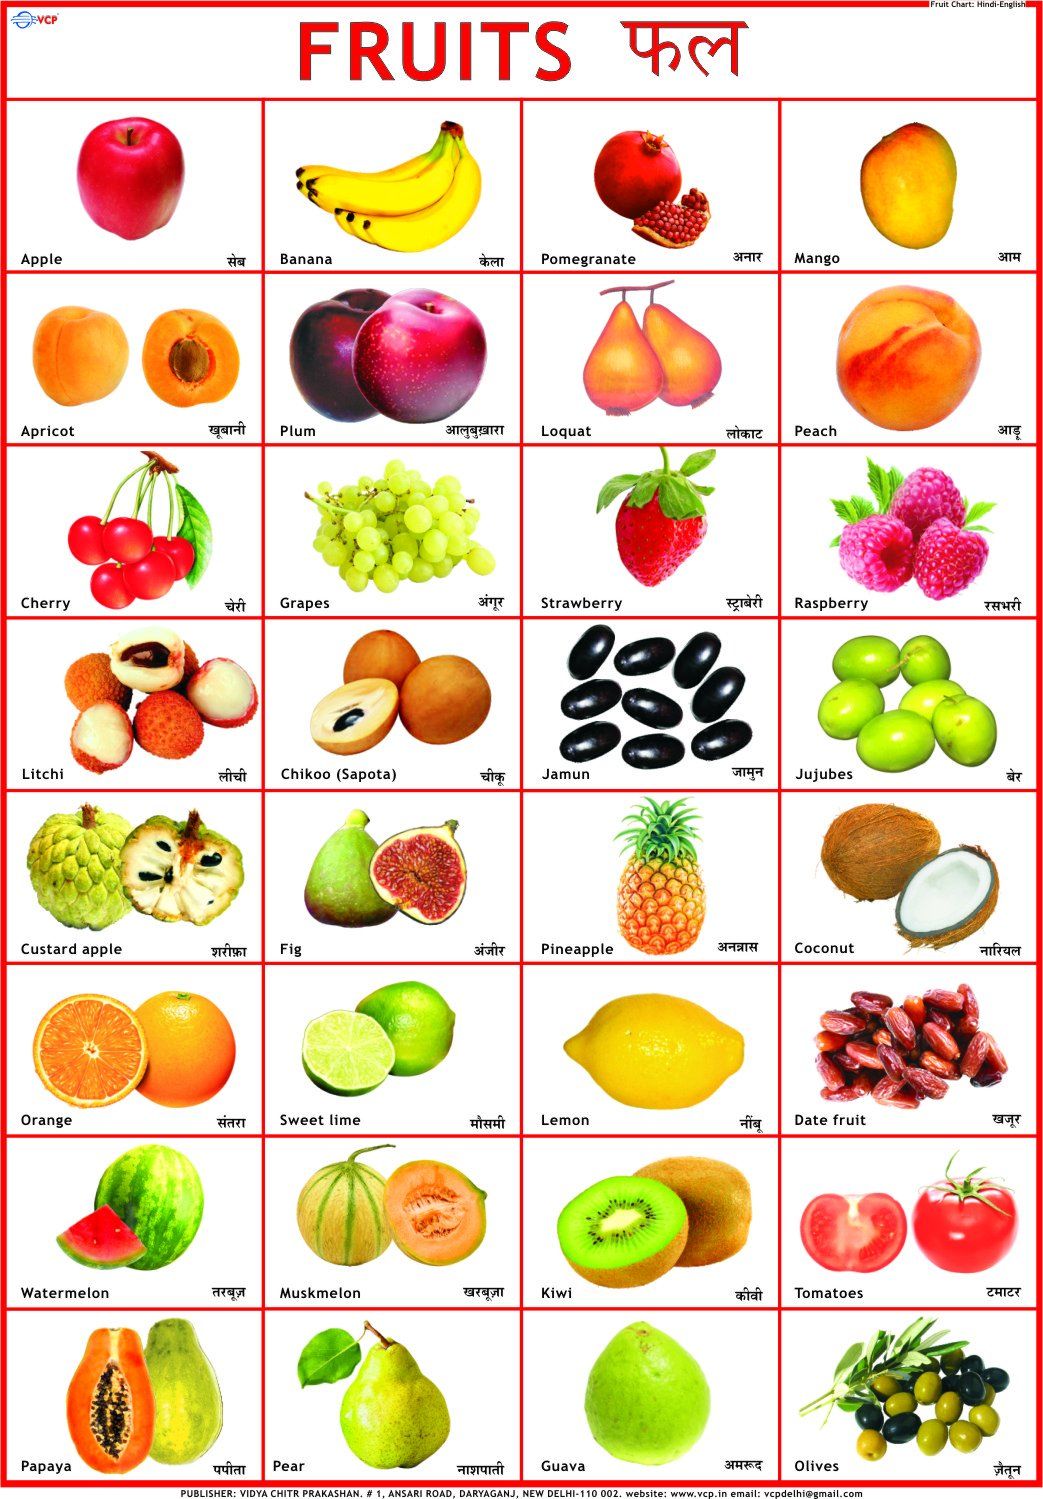 Fruit Chart: Hindi-English
VCP
FRUITS फल
Apple सेब
Banana केला
Pomegranate अनार
Mango आम
Apricot खूबानी
Plum आलुबुख़ारा
Loquat लोकाट
Peach आड़ू
Cherry चेरी
Grapes अंगूर
Strawberry स्ट्राबेरी
Raspberry रसभरी
Litchi लीची
Chikoo (Sapota) चीकू
Jamun जामुन
Jujubes बेर
Custard apple शरीफ़ा
Fig अंजीर
Pineapple अनन्नास
Coconut नारियल
Orange संतरा
Sweet lime मौसमी
Lemon नींबू
Date fruit खजूर
Watermelon तरबूज़
Muskmelon खरबूज़ा
Kiwi कीवी
Tomatoes टमाटर
Papaya पपीता
Pear नाशपाती
Guava अमरूद
Olives ज़ैतून
PUBLISHER: VIDYA CHITR PRAKASHAN. # 1, ANSARI ROAD, DARYAGANJ, NEW DELHI-110 002. website: www.vcp.in email: vcpdelhi@gmail.com